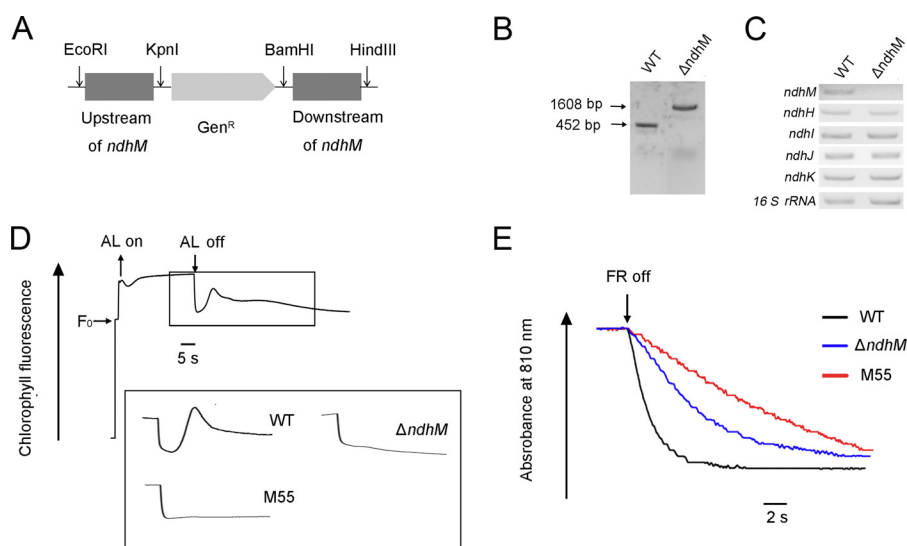 A
EcoRI KpnI BamHI HindIII
Upstream of ndhM
Gen^R
Downstream of ndhM
B
WT ΔndhM
1608 bp
452 bp
C
WT ΔndhM
ndhM
ndhH
ndhI
ndhJ
ndhK
16 S rRNA
D
Chlorophyll fluorescence
AL on
AL off
F₀
5 s
WT
ΔndhM
M55
E
Absrobance at 810 nm
FR off
WT
ΔndhM
M55
2 s